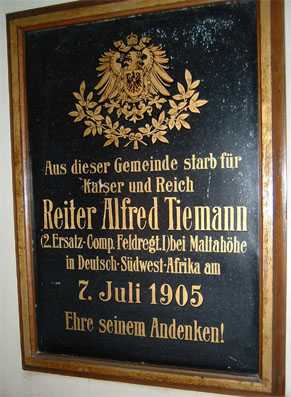 Aus dieser Gemeinde starb für
Kaiser und Reich
Reiter Alfred Tiemann
(2. Ersatz-Comp. Feldregt. I) bei Maltahöhe
in Deutsch-Südwest-Afrika am
7. Juli 1905
Ehre seinem Andenken!